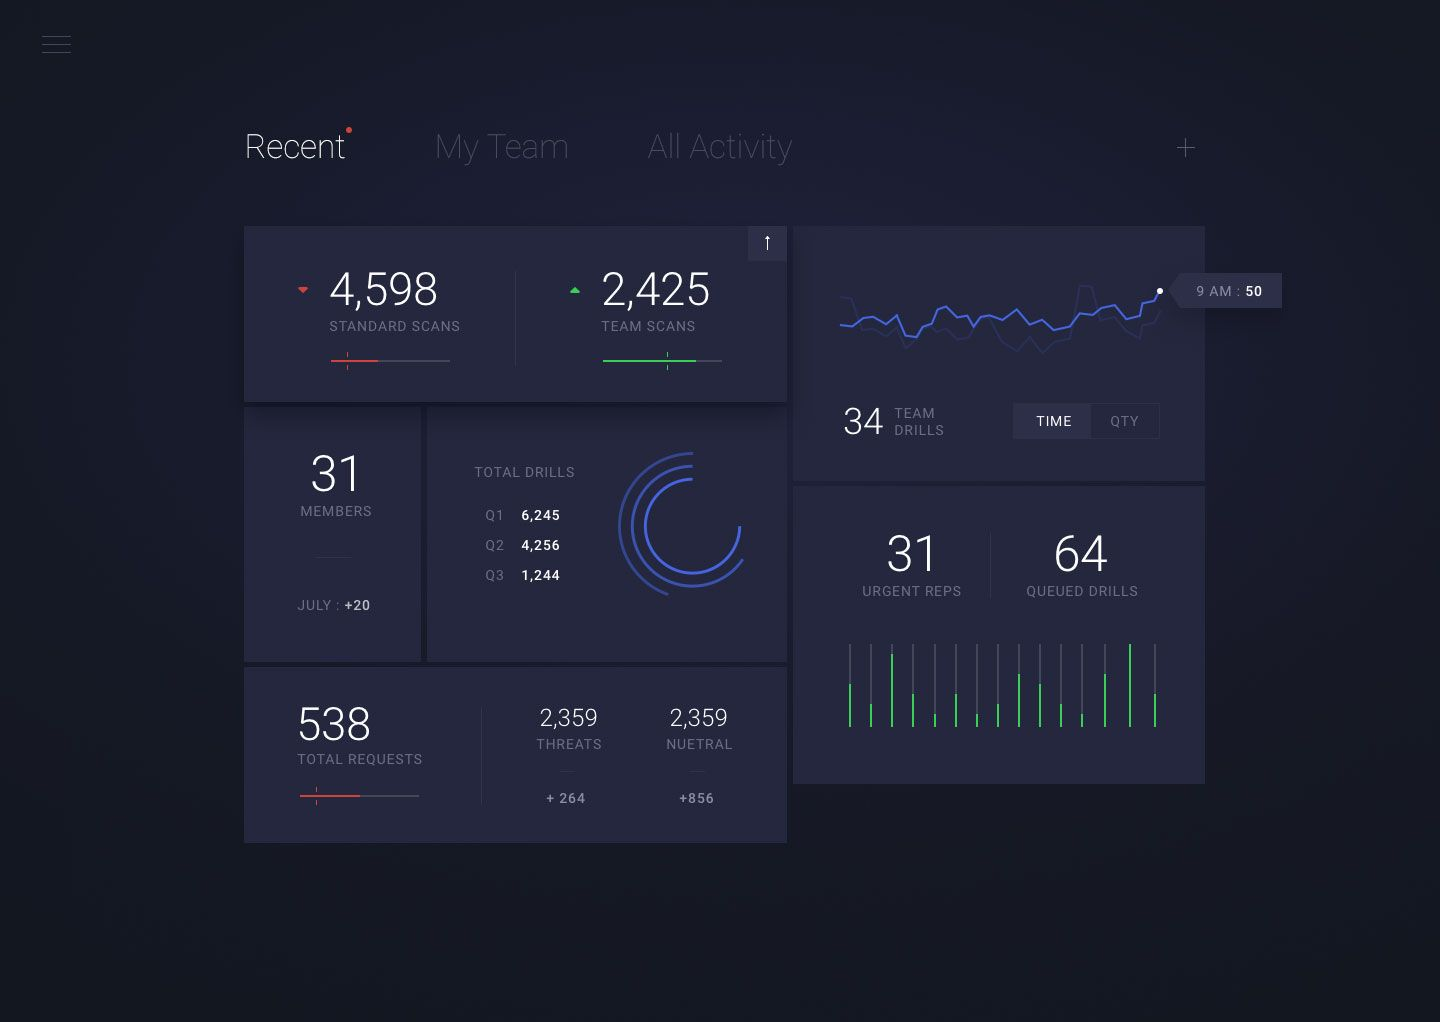 Recent
My Team
All Activity
4,598
STANDARD SCANS
2,425
TEAM SCANS
9 AM : 50
34 TEAM
DRILLS
TIME
QTY
31
MEMBERS
JULY : +20
TOTAL DRILLS
Q1 6,245
Q2 4,256
Q3 1,244
31
URGENT REPS
64
QUEUED DRILLS
538
TOTAL REQUESTS
2,359
THREATS
+ 264
2,359
NUETRAL
+856